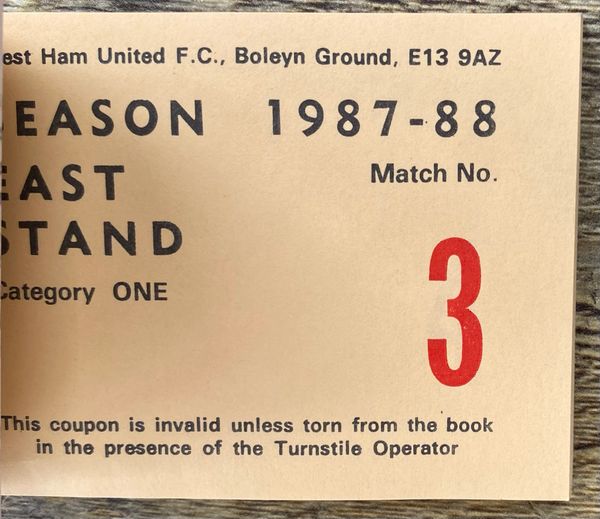 est Ham United F.C., Boleyn Ground, E13 9AZ
SEASON 1987-88
EAST
Match No.
STAND
Category ONE
3
This coupon is invalid unless torn from the book
in the presence of the Turnstile Operator